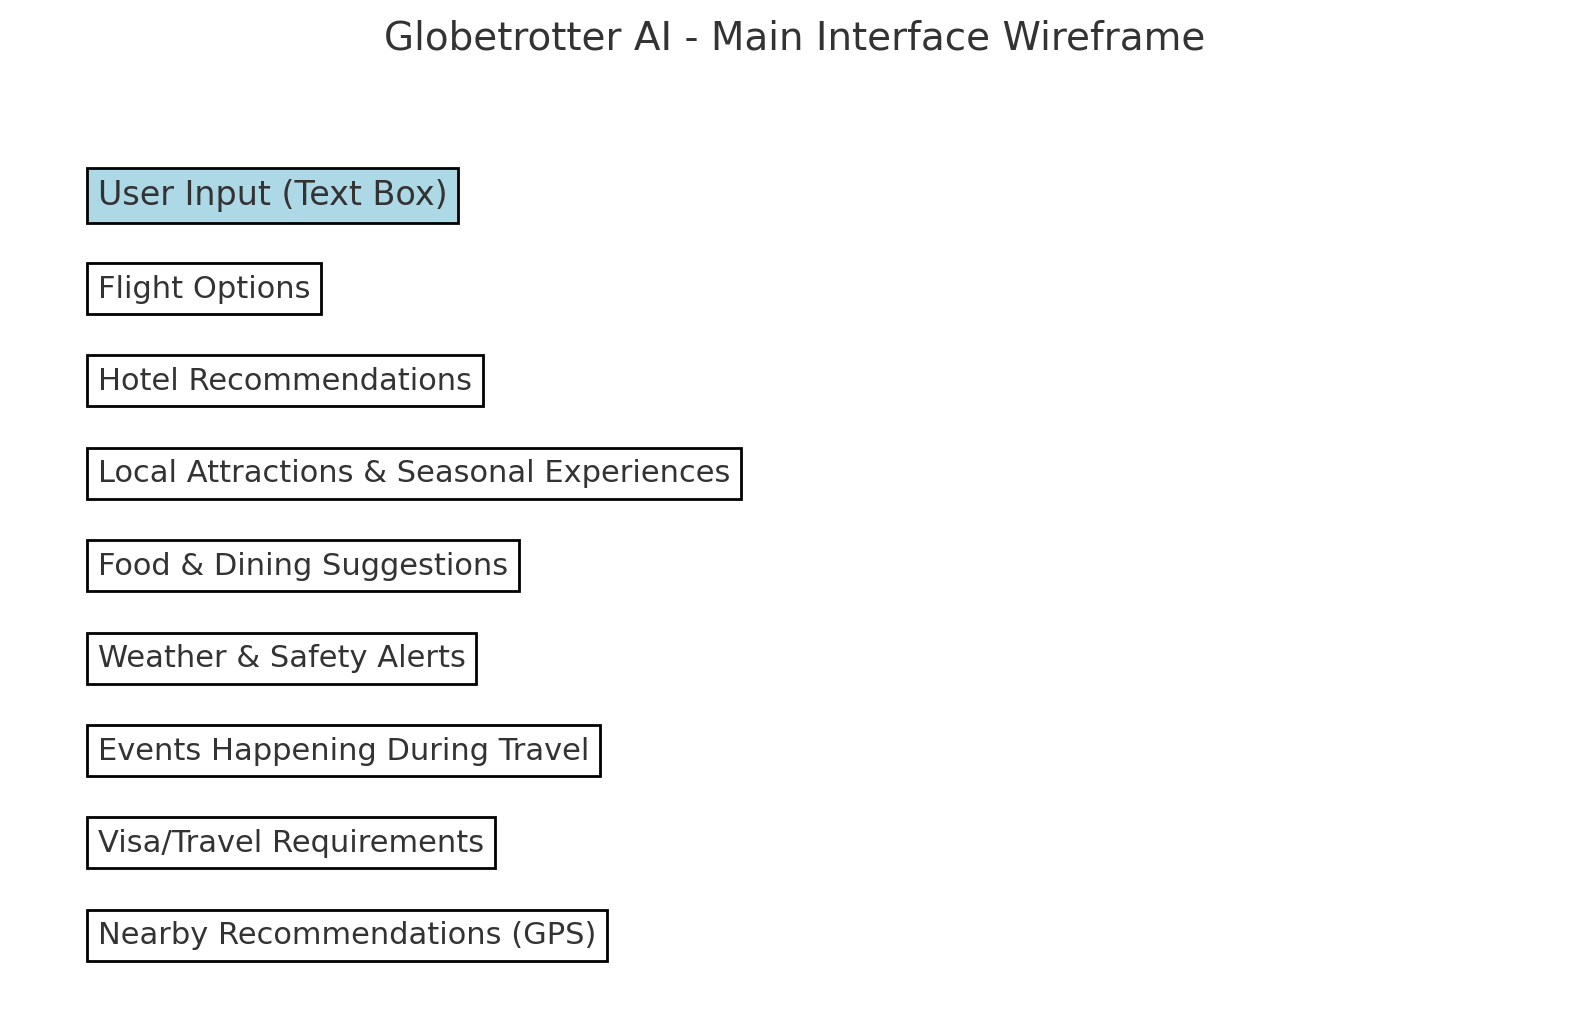 Globetrotter AI - Main Interface Wireframe
User Input (Text Box)
Flight Options
Hotel Recommendations
Local Attractions & Seasonal Experiences
Food & Dining Suggestions
Weather & Safety Alerts
Events Happening During Travel
Visa/Travel Requirements
Nearby Recommendations (GPS)